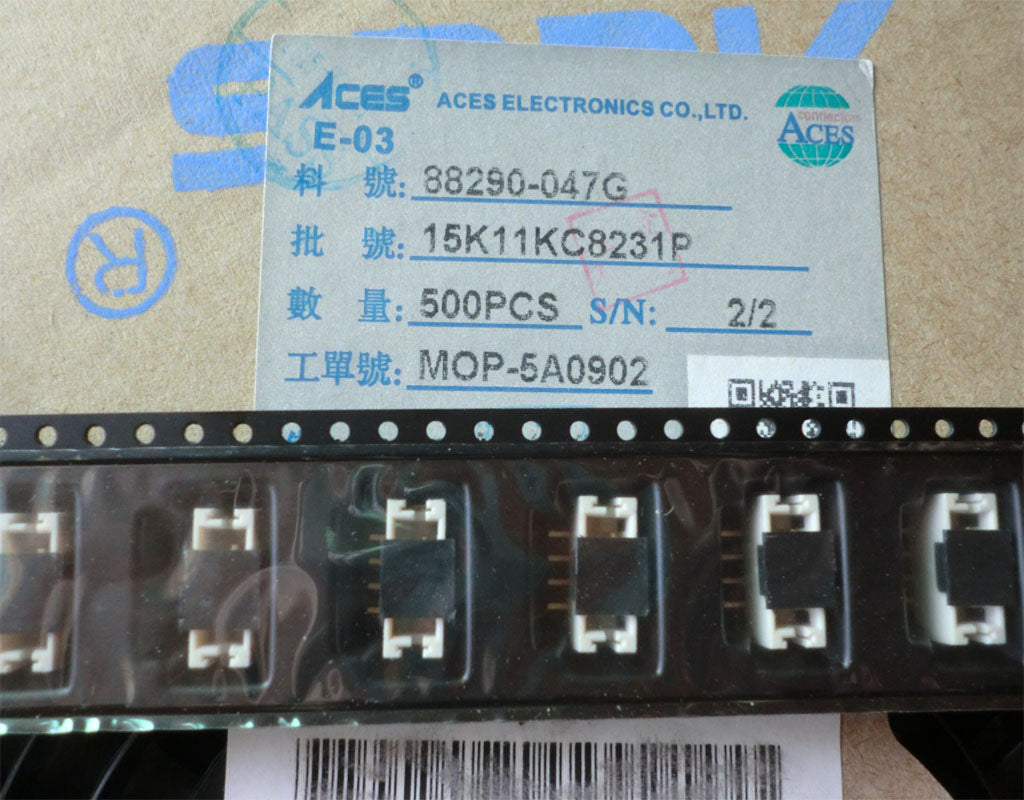 ACES® ACES ELECTRONICS CO.,LTD.
connectors
ACES
E-03
料 號: 88290-047G
批 號: 15K11KC8231P
數 量: 500PCS S/N: 2/2
工單號: MOP-5A0902
R